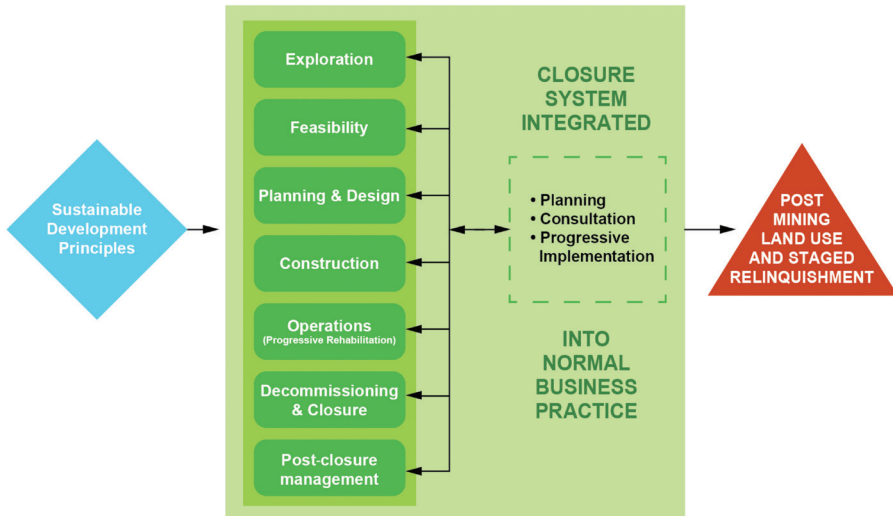 Sustainable
Development
Principles
Exploration
Feasibility
Planning & Design
Construction
Operations
(Progressive Rehabilitation)
Decommissioning
& Closure
Post-closure
management
CLOSURE
SYSTEM
INTEGRATED
• Planning
• Consultation
• Progressive
Implementation
INTO
NORMAL
BUSINESS
PRACTICE
POST
MINING
LAND USE
AND STAGED
RELINQUISHMENT